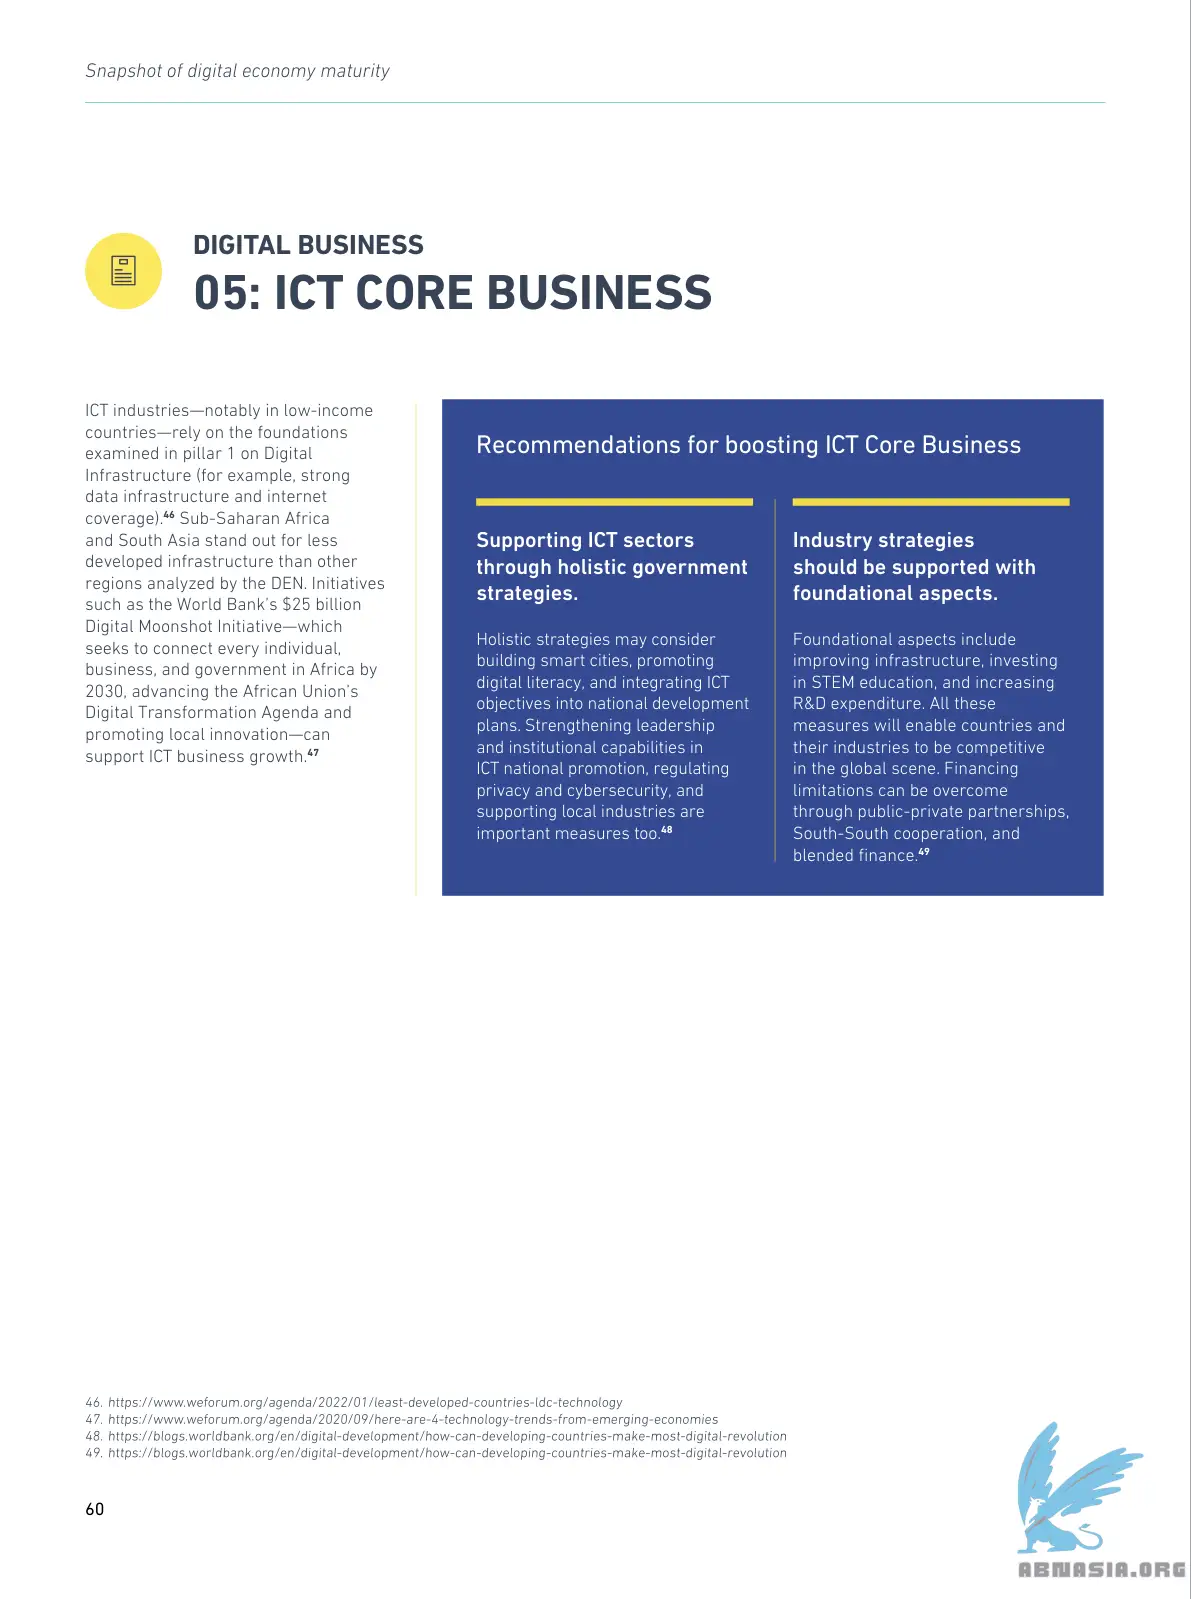 Snapshot of digital economy maturity
DIGITAL BUSINESS
05: ICT CORE BUSINESS
ICT industries—notably in low-income
countries—rely on the foundations
examined in pillar 1 on Digital
Infrastructure (for example, strong
data infrastructure and internet
coverage).46 Sub-Saharan Africa
and South Asia stand out for less
developed infrastructure than other
regions analyzed by the DEN. Initiatives
such as the World Bank's $25 billion
Digital Moonshot Initiative—which
seeks to connect every individual,
business, and government in Africa by
2030, advancing the African Union's
Digital Transformation Agenda and
promoting local innovation—can
support ICT business growth.47
Recommendations for boosting ICT Core Business
Supporting ICT sectors
through holistic government
strategies.
Holistic strategies may consider
building smart cities, promoting
digital literacy, and integrating ICT
objectives into national development
plans. Strengthening leadership
and institutional capabilities in
ICT national promotion, regulating
privacy and cybersecurity, and
supporting local industries are
important measures too.48
Industry strategies
should be supported with
foundational aspects.
Foundational aspects include
improving infrastructure, investing
in STEM education, and increasing
R&D expenditure. All these
measures will enable countries and
their industries to be competitive
in the global scene. Financing
limitations can be overcome
through public-private partnerships,
South-South cooperation, and
blended finance.49
46. https://www.weforum.org/agenda/2022/01/least-developed-countries-ldc-technology
47. https://www.weforum.org/agenda/2020/09/here-are-4-technology-trends-from-emerging-economies
48. https://blogs.worldbank.org/en/digital-development/how-can-developing-countries-make-most-digital-revolution
49. https://blogs.worldbank.org/en/digital-development/how-can-developing-countries-make-most-digital-revolution
60
ABNASIA.ORG